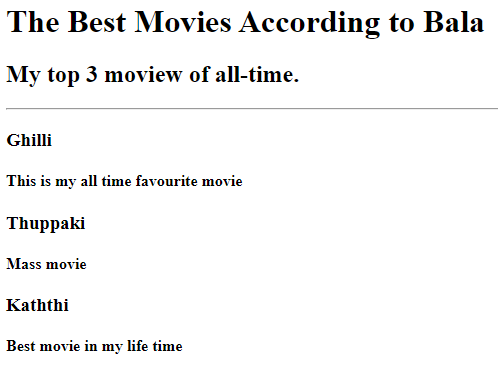 The Best Movies According to Bala
My top 3 moview of all-time.
Ghilli
This is my all time favourite movie
Thuppaki
Mass movie
Kaththi
Best movie in my life time